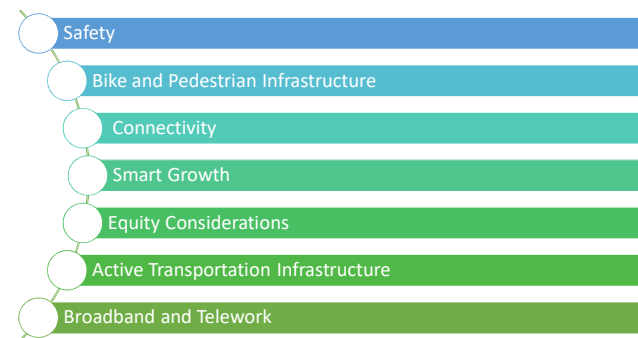 Safety
Bike and Pedestrian Infrastructure
Connectivity
Smart Growth
Equity Considerations
Active Transportation Infrastructure
Broadband and Telework